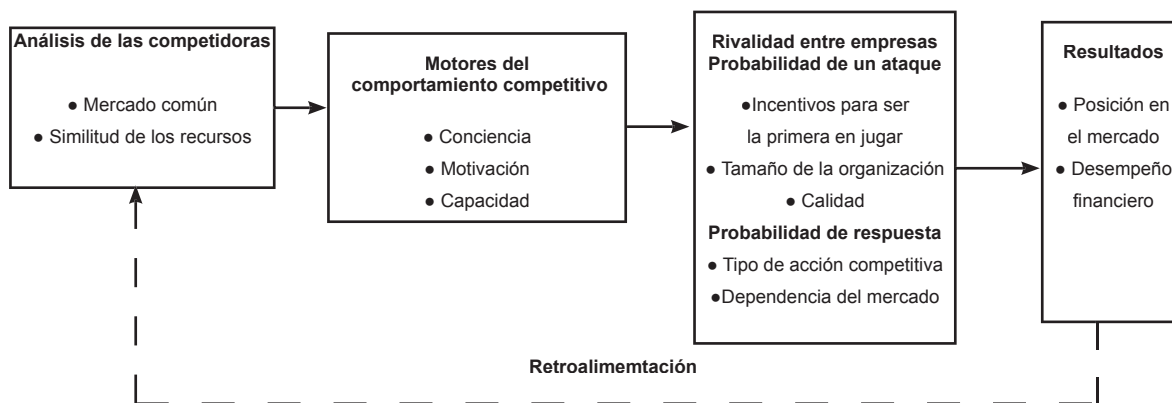 Análisis de las competidoras
● Mercado común
● Similitud de los recursos
Motores del
comportamiento competitivo
● Conciencia
● Motivación
● Capacidad
Rivalidad entre empresas
Probabilidad de un ataque
●Incentivos para ser
la primera en jugar
● Tamaño de la organización
● Calidad
Probabilidad de respuesta
● Tipo de acción competitiva
●Dependencia del mercado
Resultados
● Posición en
el mercado
● Desempeño
financiero
Retroalimemtación